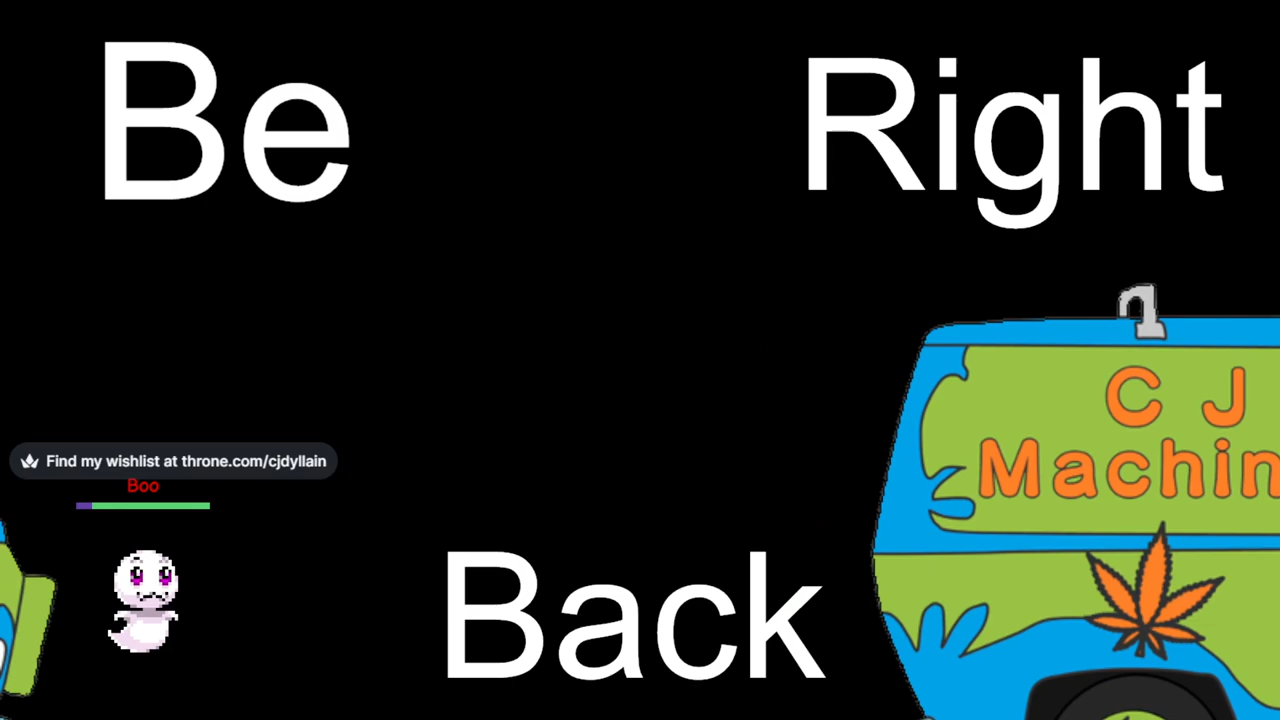 Be Right
Find my wishlist at throne.com/cjdyllain
Boo
C J
Machin
Back